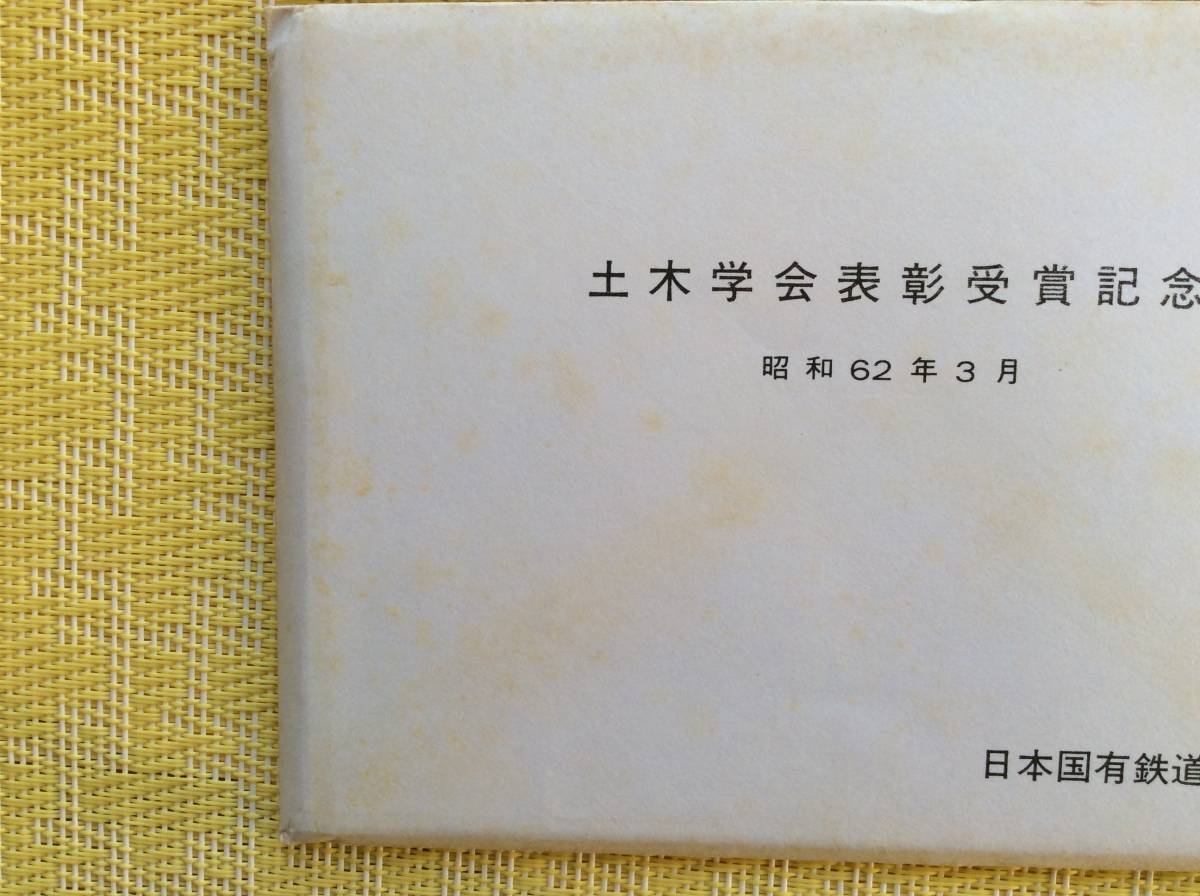 土木学会表彰受賞記念
昭和62年3月
日本国有鉄道